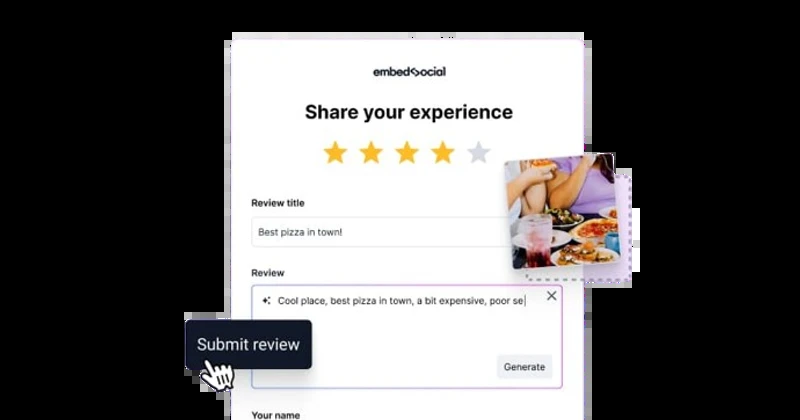 embedsocial
Share your experience
Review title
Best pizza in town!
Review
Cool place, best pizza in town, a bit expensive, poor se
Submit review
Generate
Your name